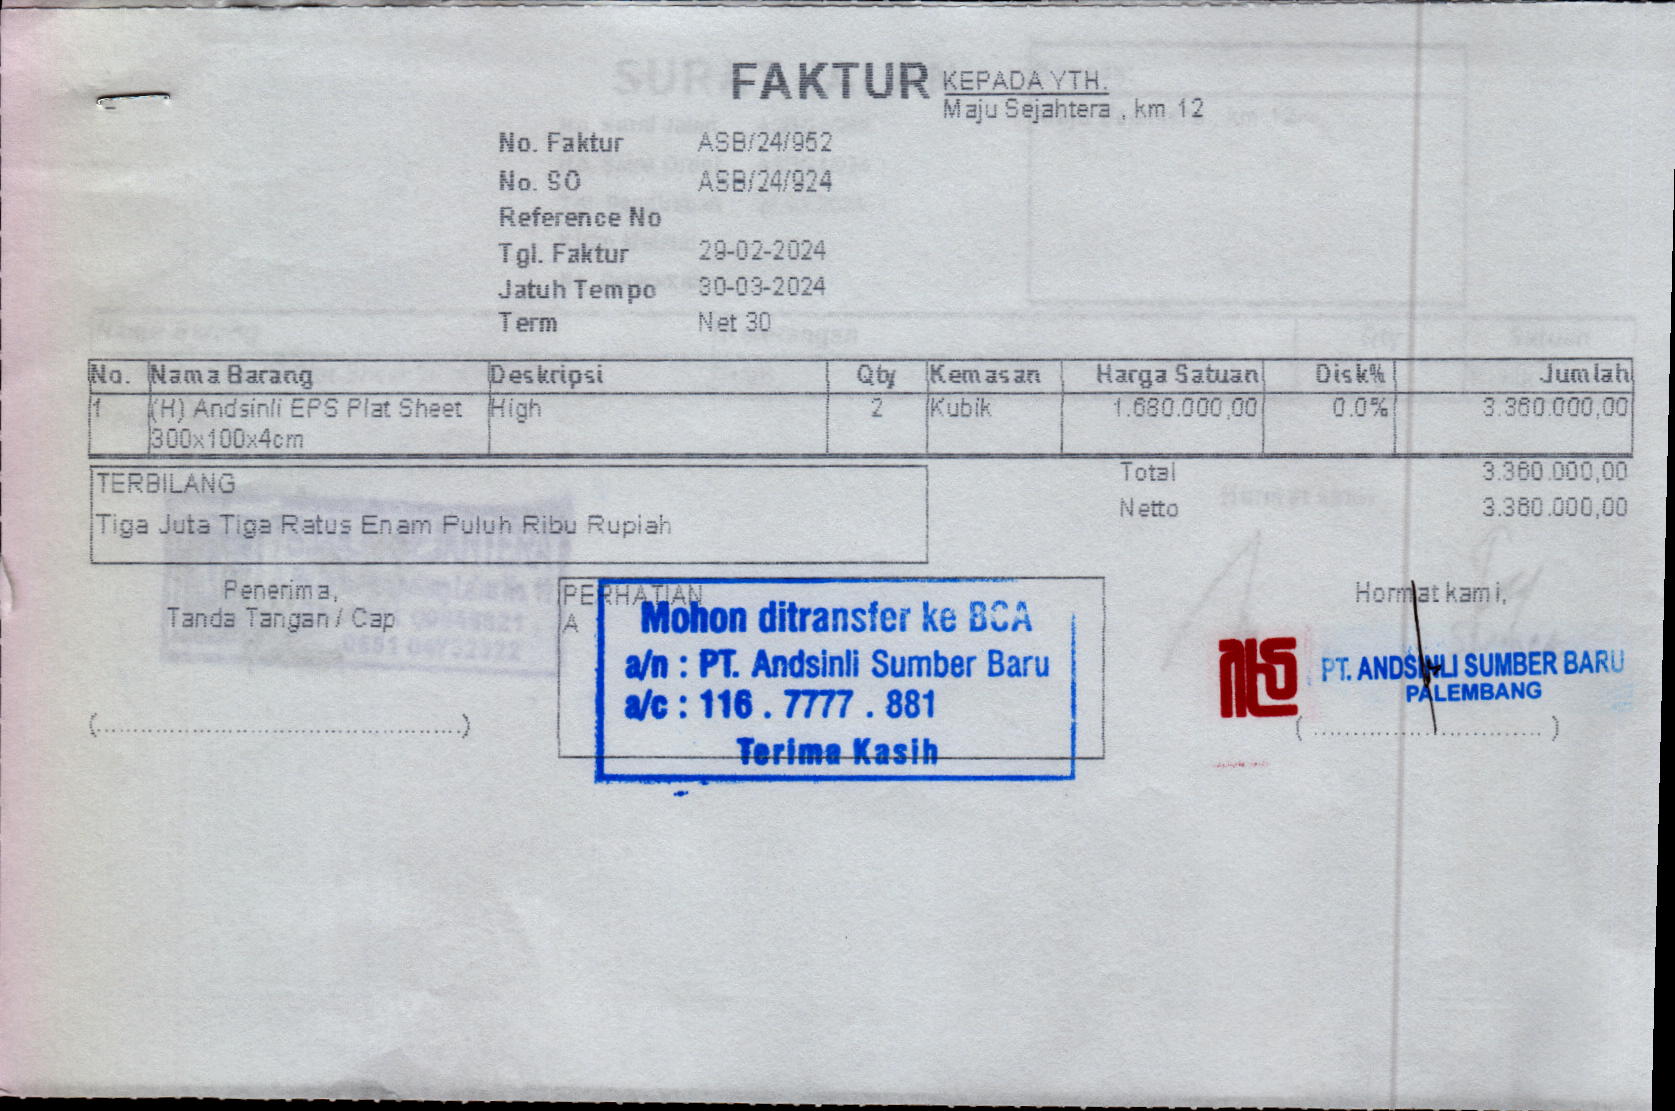 FAKTUR
KEPADA YTH.
Maju Sejahtera , km 12
No. Faktur ASB/24/952
No. SO ASB/24/924
Reference No
Tgl. Faktur 29-02-2024
Jatuh Tempo 30-03-2024
Term Net 30
No. Nama Barang Deskripsi Qty Kemasan Harga Satuan Disk% Jumlah
1 (H) Andsinli EPS Plat Sheet High 2 Kubik 1.680.000,00 0.0% 3.360.000,00
300x100x4cm
Total 3.360.000,00
TERBILANG
Netto 3.360.000,00
Tiga Juta Tiga Ratus Enam Puluh Ribu Rupiah
Penerima,
Tanda Tangan / Cap
(...............................................)
PERHATIAN
A
Mohon ditransfer ke BCA
a/n : PT. Andsinli Sumber Baru
a/c : 116 . 7777 . 881
Terima Kasih
Hormat kami,
PT. ANDSINLI SUMBER BARU
PALEMBANG
(.............................)